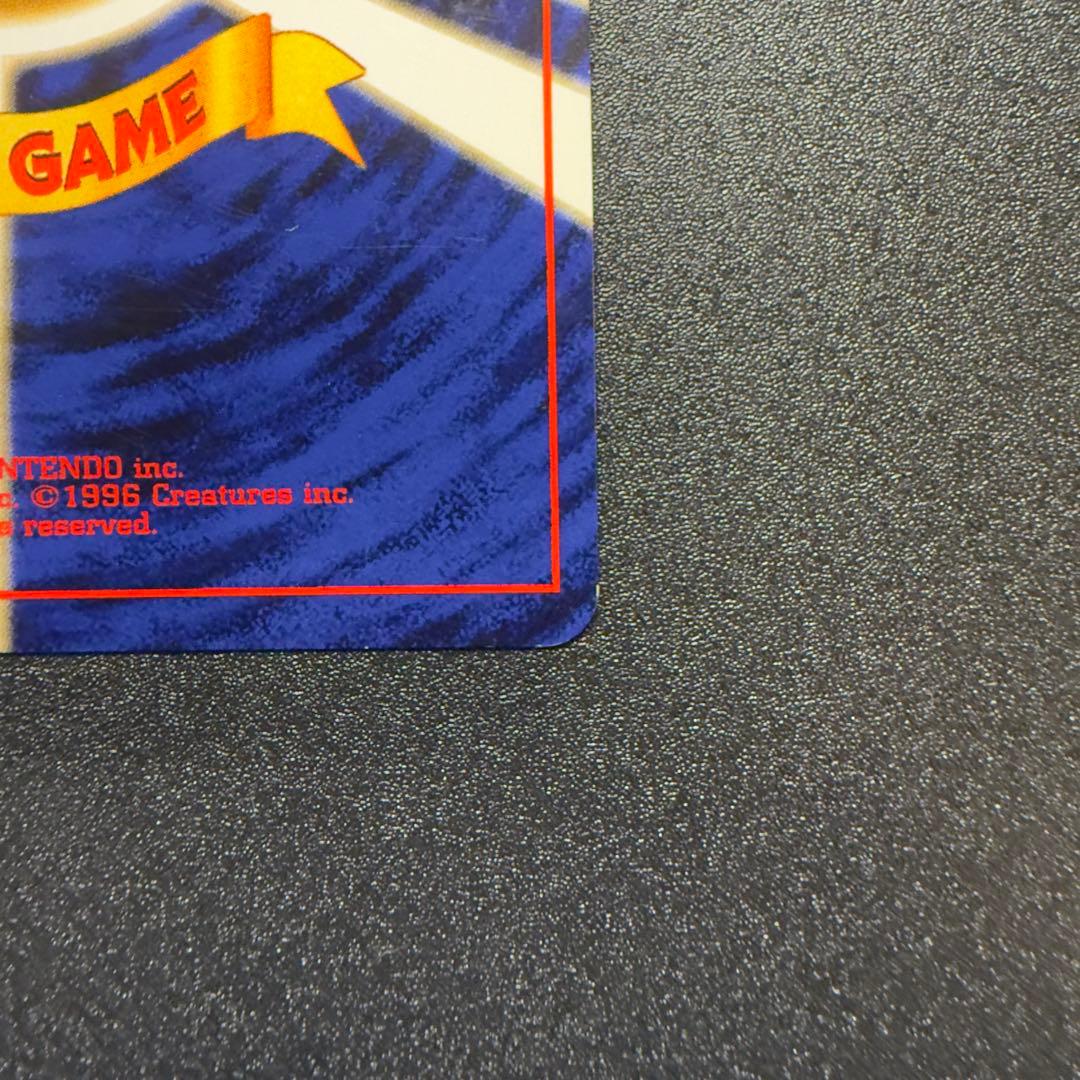 GAME
NTENDO inc.
c. ©1996 Creatures inc.
reserved.